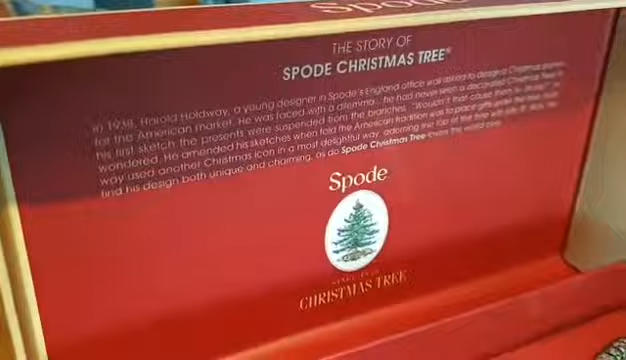 Spode
THE STORY OF
SPODE CHRISTMAS TREE®
In 1938, Harold Holdway, a young designer in Spode's England office was asked to design a Christmas
for the American market. He was faced with a dilemma... he had never seen a decorated Christmas Tree. In
his first sketch the presents were suspended from the branches. "Wouldn't that cause them to
wondered. He amended his sketches when told the American tradition was to place gifts under the tree
way used another Christmas icon in a most delightful way, adorning the top of the tree with
find his design both unique and charming, as do Spode Christmas Tree lovers the world over.
Spode
CHRISTMAS TREE